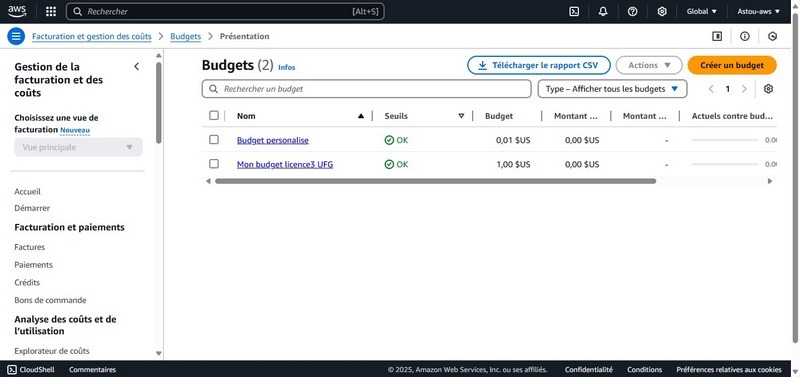 aws
Rechercher [Alt+S] Global Astou-aws
Facturation et gestion des coûts > Budgets > Présentation
Gestion de la
facturation et des
coûts
Choisissez une vue de
facturation Nouveau
Vue principale
Accueil
Démarrer
Facturation et paiements
Factures
Paiements
Crédits
Bons de commande
Analyse des coûts et de
l'utilisation
Explorateur de coûts
Budgets (2) Infos
Télécharger le rapport CSV Actions Créer un budget
Rechercher un budget Type – Afficher tous les budgets 1
Nom Seuils Budget Montant ... Montant ... Actuels contre bud...
Budget personalise OK 0,01 $US 0,00 $US - 0.00
Mon budget licence3 UFG OK 1,00 $US 0,00 $US - 0.00
CloudShell Commentaires © 2025, Amazon Web Services, Inc. ou ses affiliés. Confidentialité Conditions Préférences relatives aux cookies